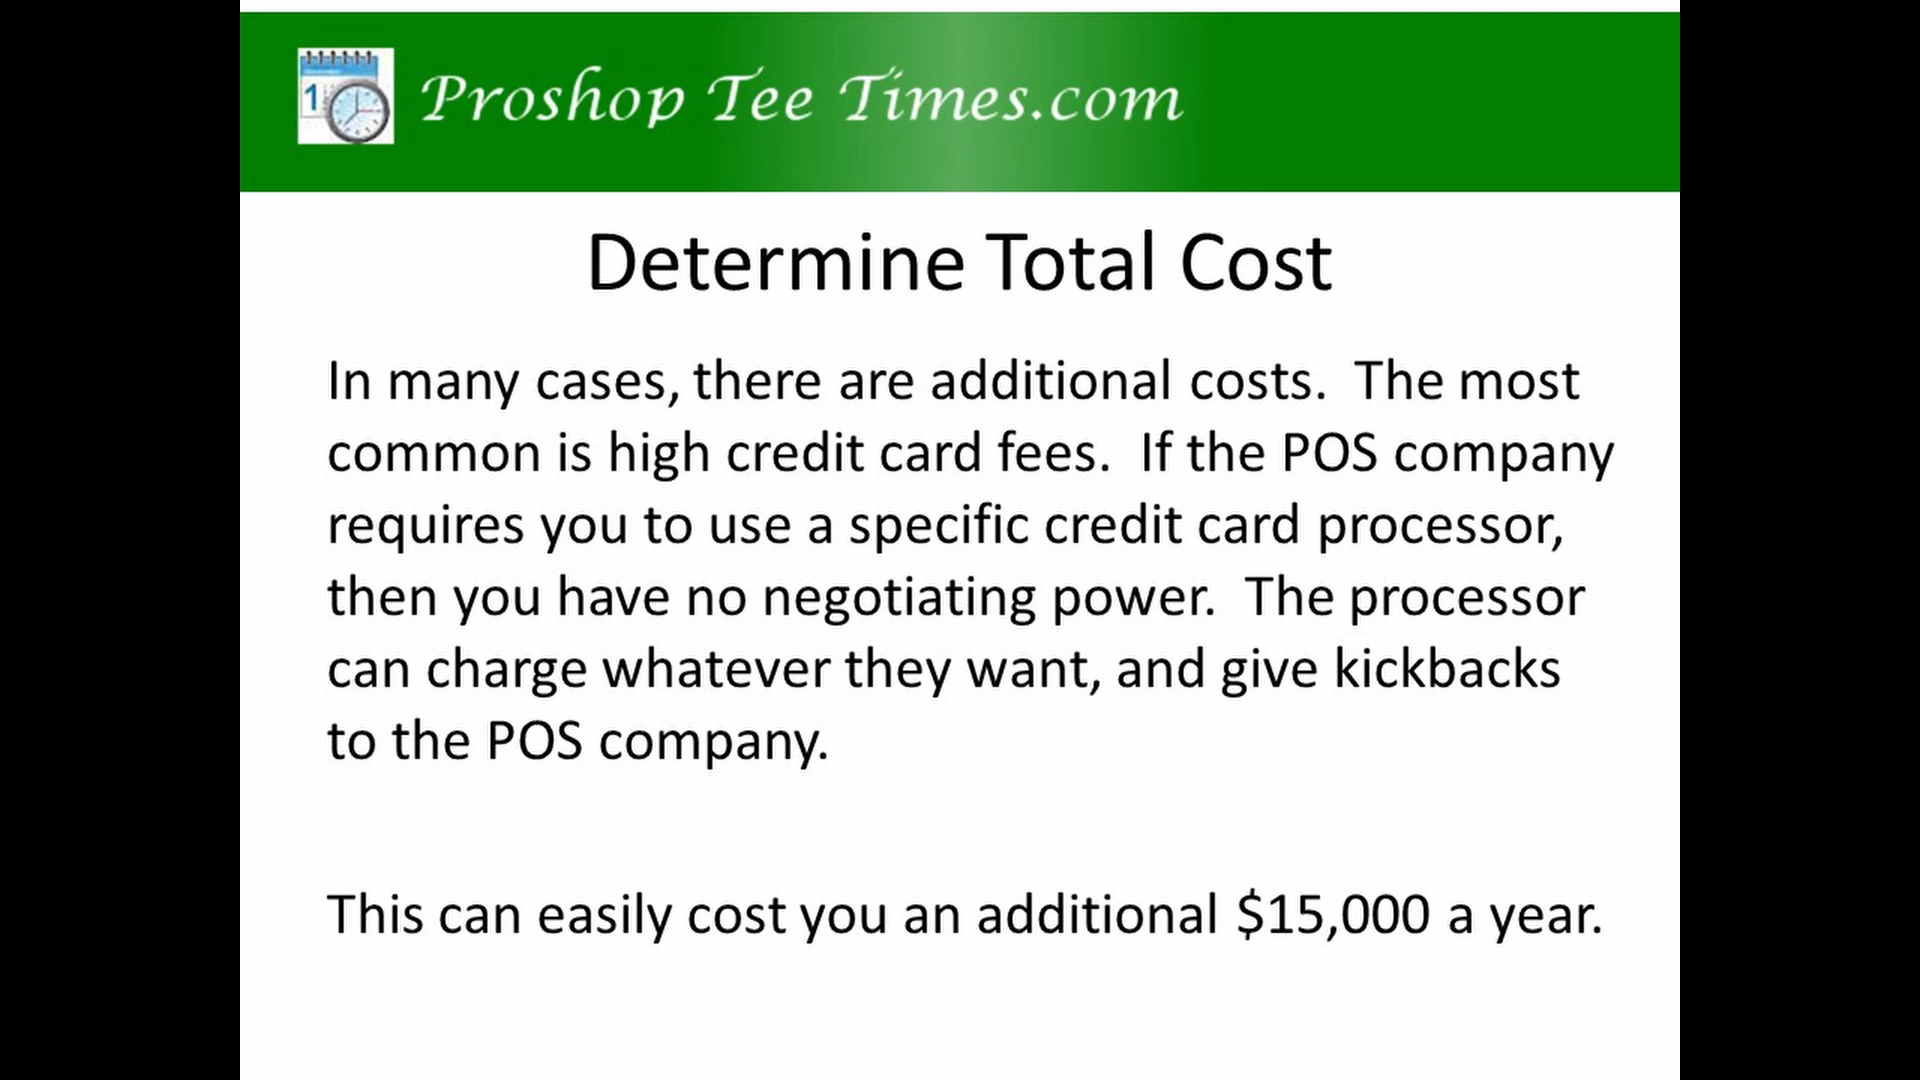 Proshop Tee Times.com
Determine Total Cost
In many cases, there are additional costs.  The most
common is high credit card fees.  If the POS company
requires you to use a specific credit card processor,
then you have no negotiating power.  The processor
can charge whatever they want, and give kickbacks
to the POS company.
This can easily cost you an additional $15,000 a year.